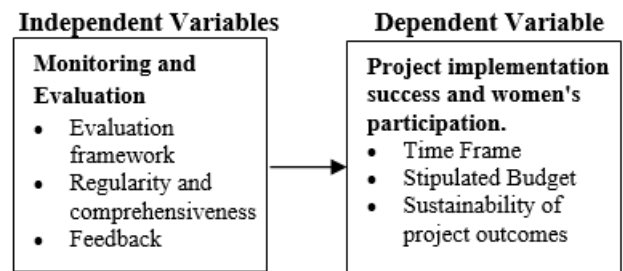 Independent Variables
Monitoring and
Evaluation
• Evaluation
framework
• Regularity and
comprehensiveness
• Feedback
Dependent Variable
Project implementation
success and women's
participation.
• Time Frame
• Stipulated Budget
• Sustainability of
project outcomes